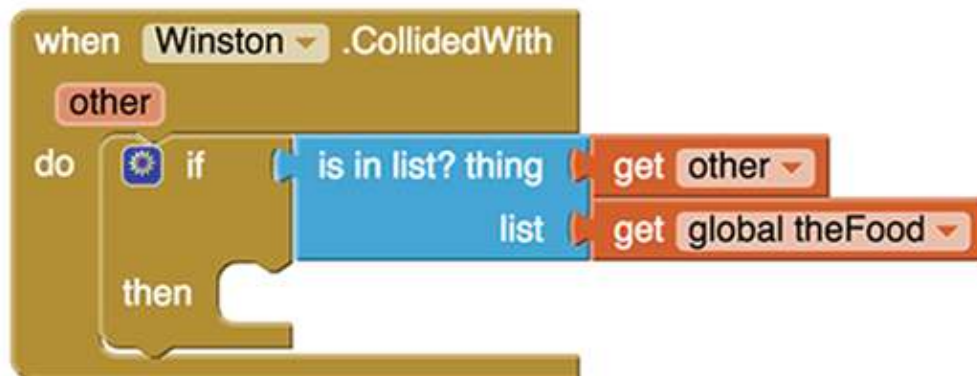 when Winston .CollidedWith
other
do if is in list? thing get other
list get global theFood
then